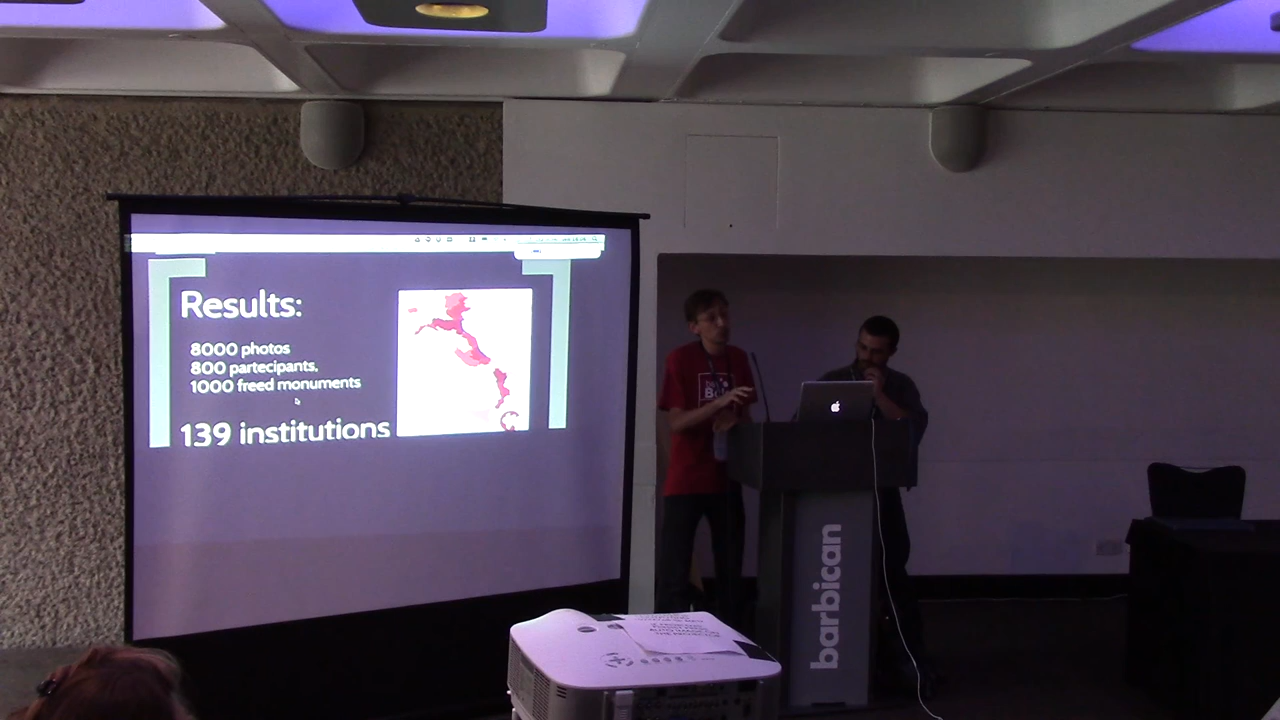 Results:
8000 photos
800 partecipants,
1000 freed monuments
139 institutions
barbican